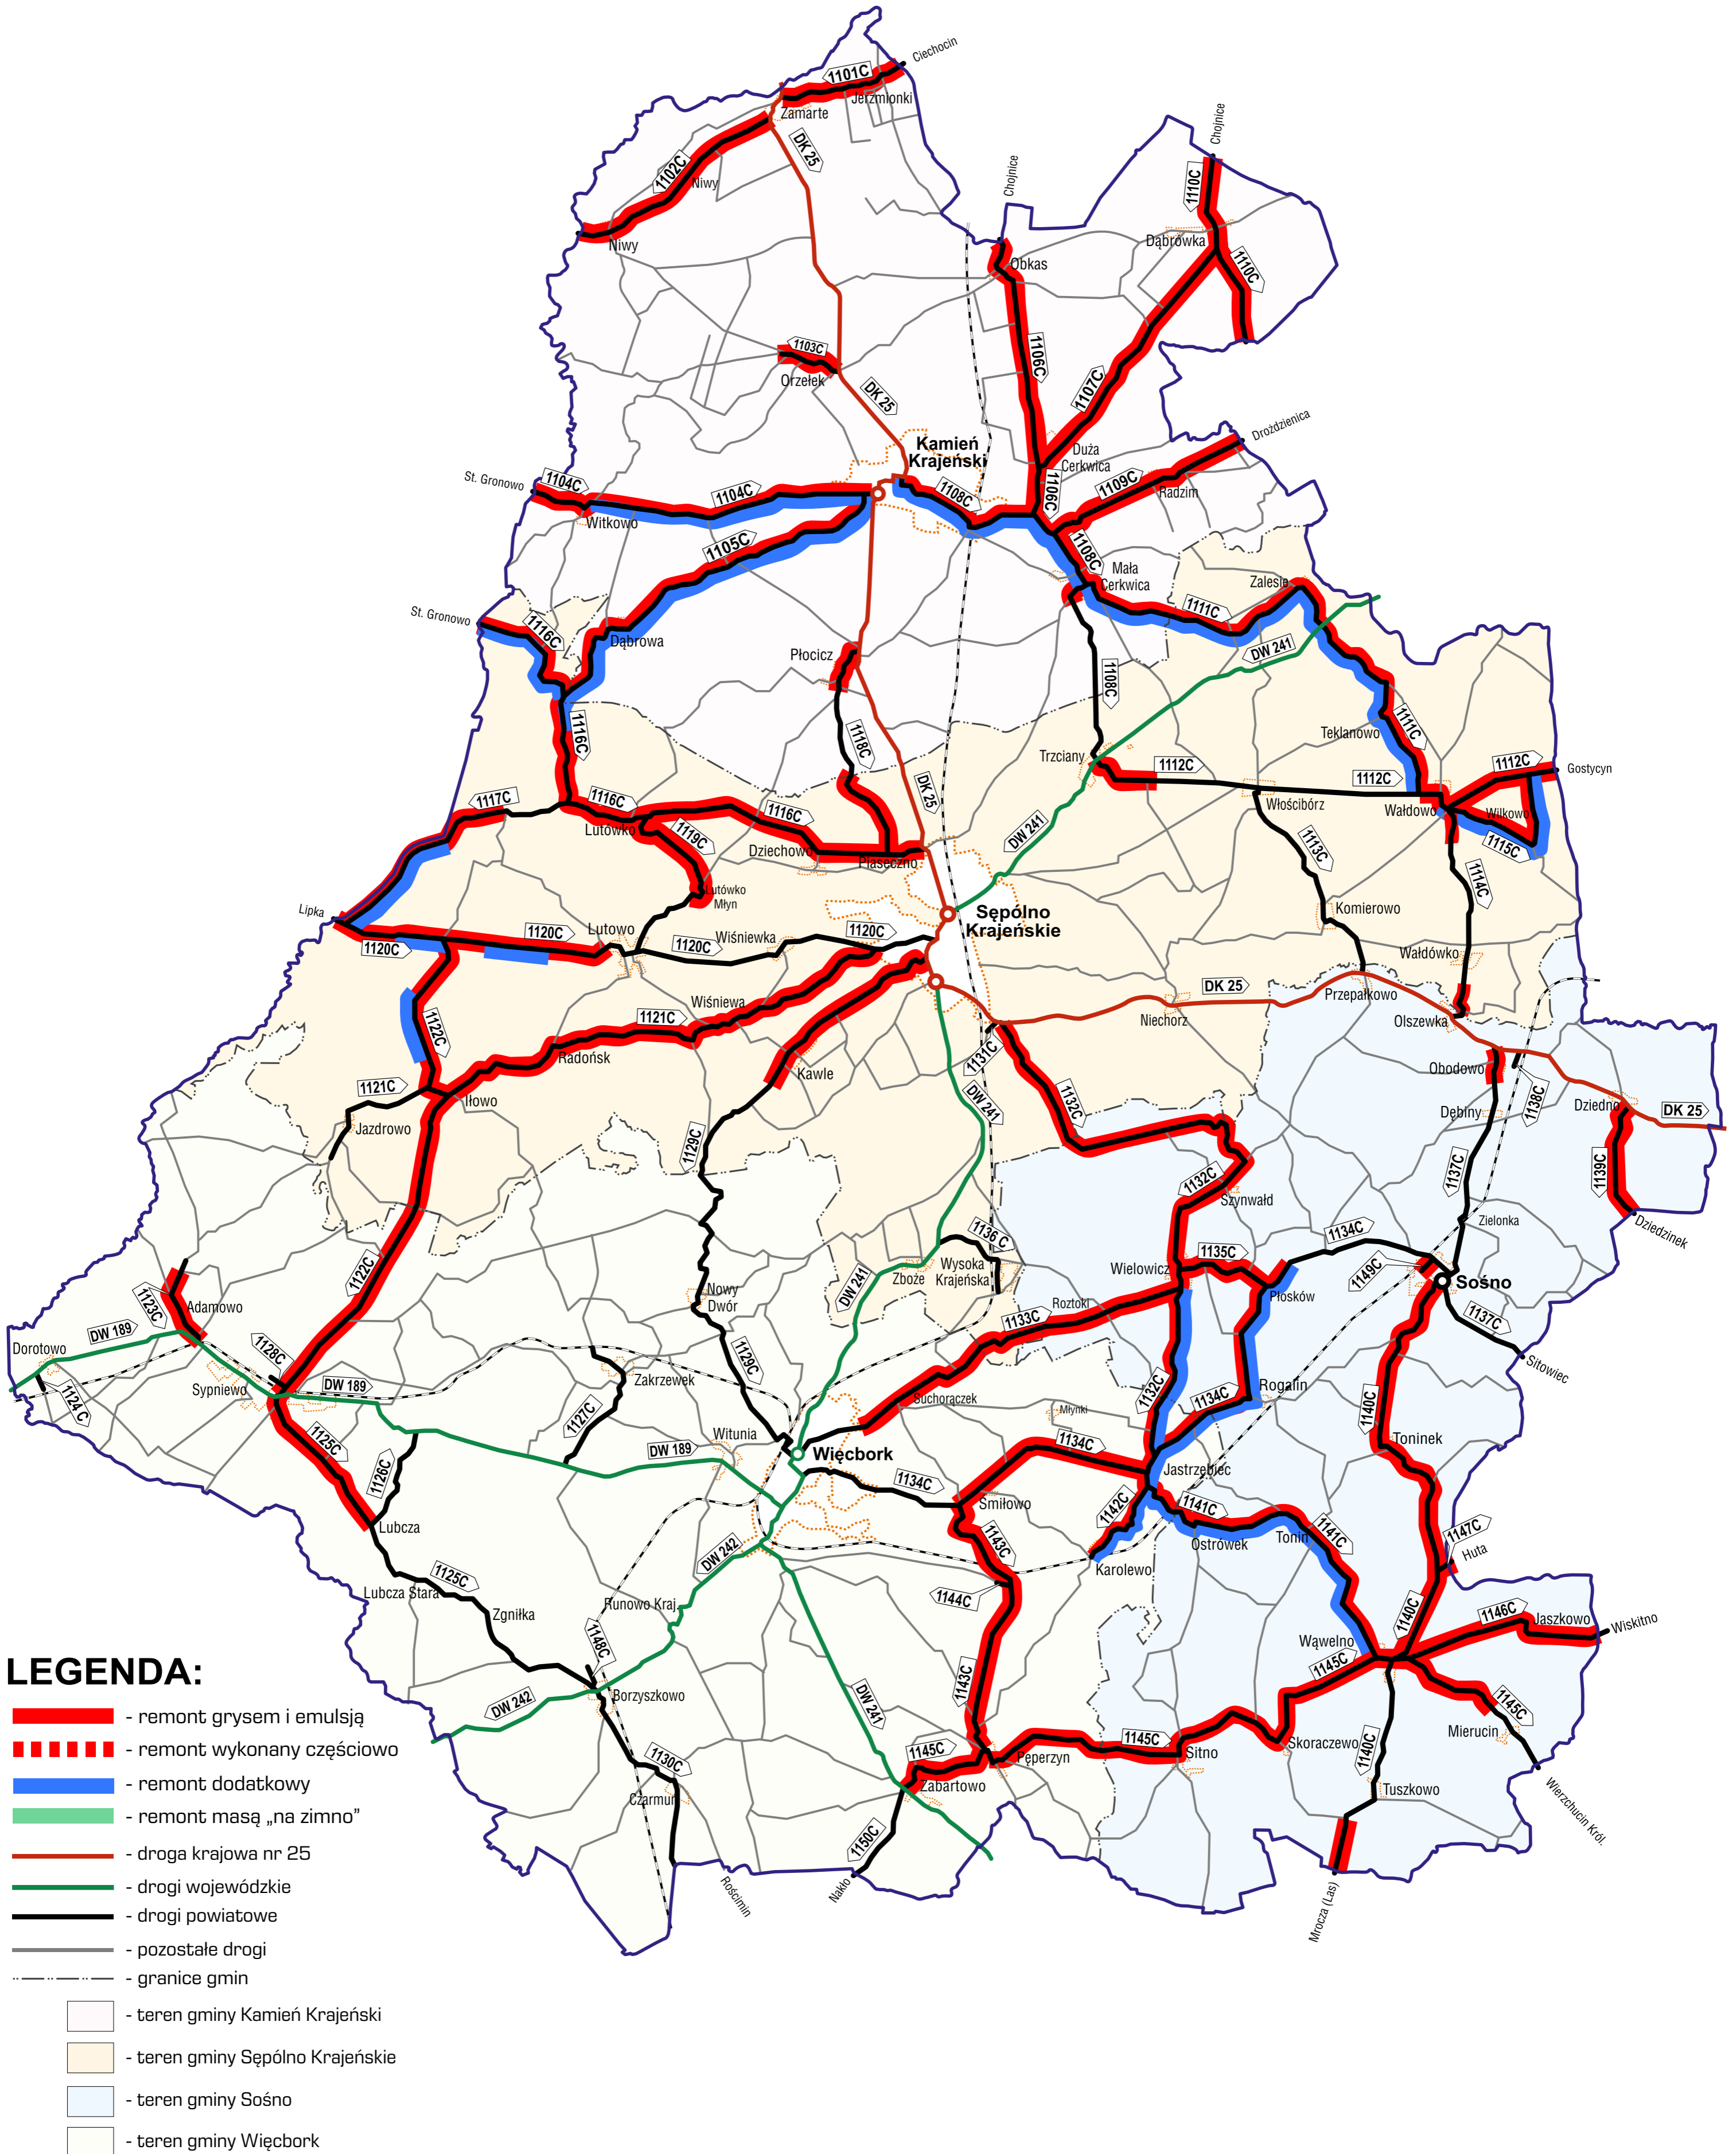 Ciechocin
1101C
Jerzmionki
Zamarte
DK 25
1102C
Niwy
Niwy
Chojnice
Chojnice
1110C
Dąbrówka
1110C
Obkas
1103C
Orzełek
1106C
1107C
DK 25
Kamień
Krajeński
Duża
Cerkwica
Drożdzienica
St. Gronowo
1104C
1104C
1108C
1106C
1109C
Radzim
Witkowo
1105C
1108C
Mała
Cerkwica
Zalesie
1111C
St. Gronowo
1116C
Dąbrowa
DW 241
Płocicz
1108C
1116C
1118C
Teklanowo
1111C
Trzciany
1112C
1112C
1112C
Gostycyn
DK 25
Włościbórz
Wałdowo
Wilkowo
1117C
1116C
1116C
Lutówko
1119C
Dziechowo
Piaseczno
DW 241
1113C
1115C
1114C
Lutówko
Młyn
Lipka
Sępólno
Krajeńskie
Komierowo
1120C
1120C
Lutowo
1120C
Wiśniewka
1120C
Wałdówko
DK 25
Przepałkowo
Wiśniewa
1121C
Niechorz
Olszewka
1122C
Radońsk
1131C
Kawle
Obodowo
1121C
Iłowo
DW 241
1132C
Dębiny
1138C
Dziedno
DK 25
Jazdrowo
1129C
1137C
1139C
1132C
Szynwałd
Dziedzinek
Zielonka
1134C
1136 C
1135C
Wysoka
Krajeńska
Wielowicz
Zboże
1149C
Sośno
1122C
Nowy
Dwór
DW 241
Płosków
1123C
Adamowo
Roztoki
1133C
1137C
DW 189
Dorotowo
1128C
1129C
Sitowiec
1124 C
Sypniewo
DW 189
Zakrzewek
Suchorączek
1132C
1134C
Rogalin
1140C
1127C
Młynki
1125C
Witunia
DW 189
Więcbork
1134C
Toninek
1126C
1134C
Jastrzębiec
Śmiłowo
1142C
1141C
Lubcza
1143C
Ostrówek
Tonin
1141C
1147C
DW 242
Karolewo
Huta
1125C
Lubcza Stara
1144C
Zgniłka
Runowo Kraj.
1140C
1146C
Jaszkowo
Wiskitno
1148C
Wąwelno
1145C
LEGENDA:
1143C
DW 241
Borzyszkowo
DW 242
1145C
- remont grysem i emulsją
Mierucin
- remont wykonany częściowo
1130C
1145C
1145C
Sitno
Skoraczewo
1140C
Pęperzyn
- remont dodatkowy
Czarmuń
Zabartowo
Tuszkowo
Wierzchucin Król.
- remont masą „na zimno”
1150C
- droga krajowa nr 25
Nakło
Rościmin
Mrocza (Las)
- drogi wojewódzkie
- drogi powiatowe
- pozostałe drogi
- granice gmin
- teren gminy Kamień Krajeński
- teren gminy Sępólno Krajeńskie
- teren gminy Sośno
- teren gminy Więcbork